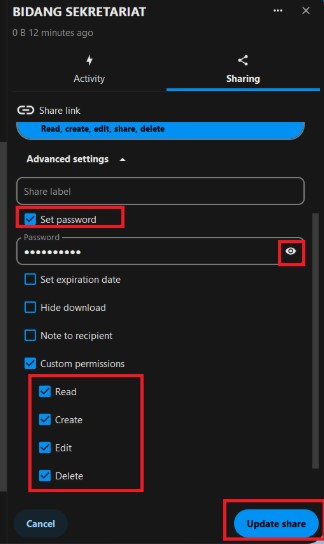 BIDANG SEKRETARIAT
0 B 12 minutes ago
Activity
Sharing
Share link
Read, create, edit, share, delete
Advanced settings
Share label
Set password
Password
••••••••••
Set expiration date
Hide download
Note to recipient
Custom permissions
Read
Create
Edit
Delete
Cancel
Update share